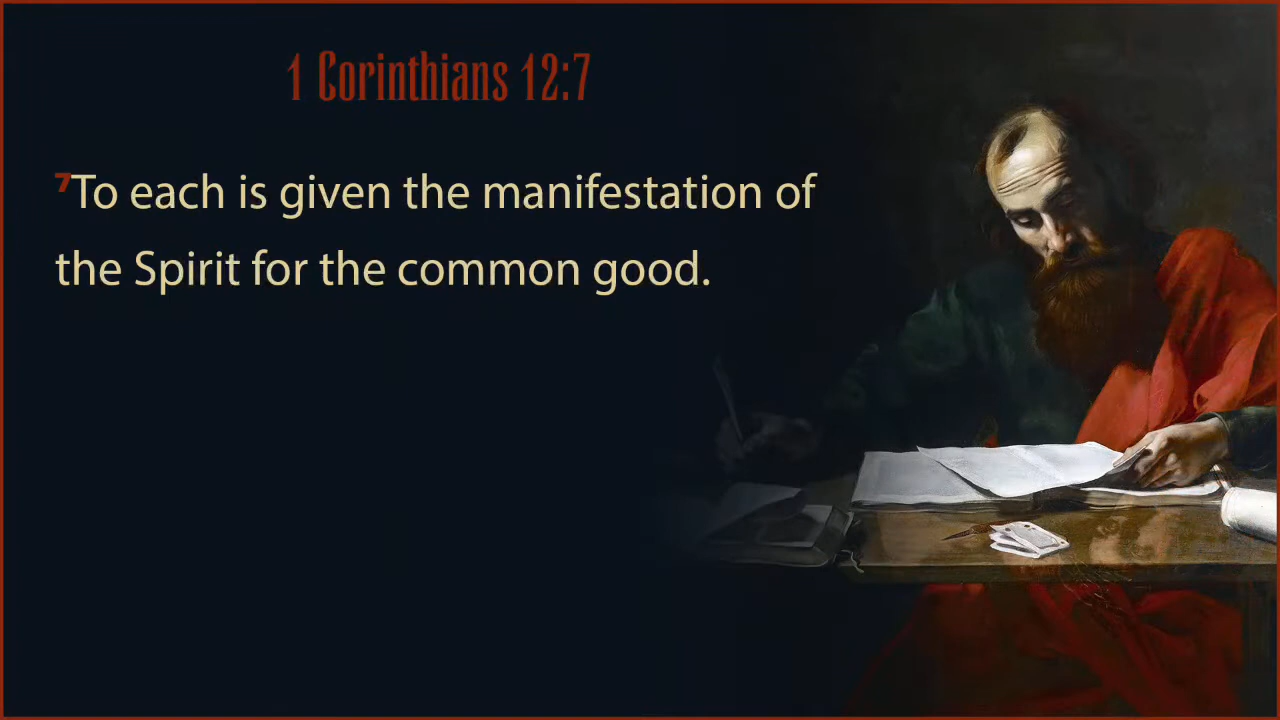 1 Corinthians 12:7
⁷To each is given the manifestation of
the Spirit for the common good.